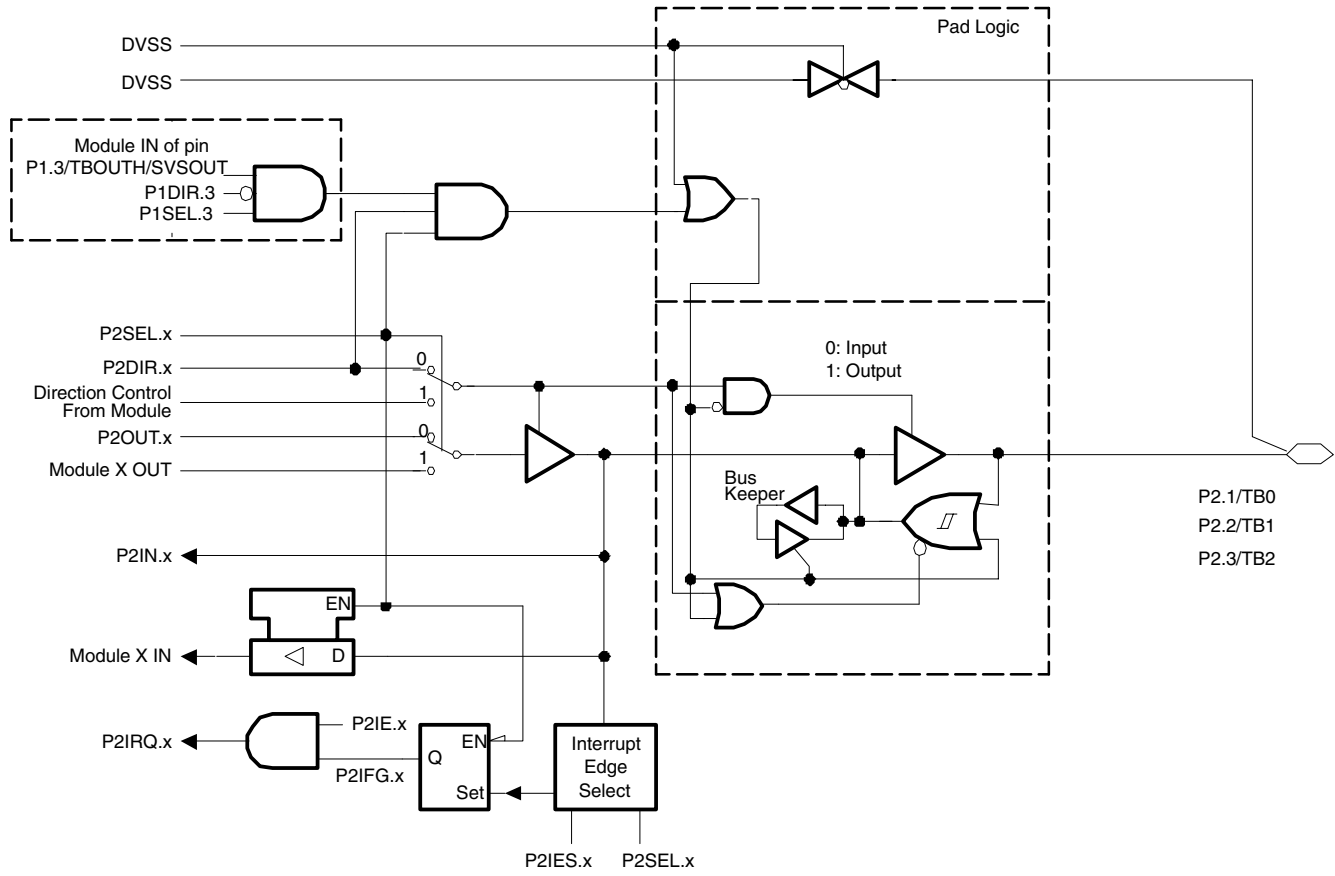 Pad Logic
DVSS
DVSS
Module IN of pin
P1.3/TBOUTH/SVSOUT
P1DIR.3
P1SEL.3
P2SEL.x
P2DIR.x
0
Direction Control
From Module
1
P2OUT.x
0
Module X OUT
1
0: Input
1: Output
Bus
Keeper
P2.1/TB0
P2.2/TB1
P2.3/TB2
P2IN.x
EN
Module X IN
D
P2IRQ.x
P2IE.x
P2IFG.x
EN
Q
Set
Interrupt
Edge
Select
P2IES.x
P2SEL.x